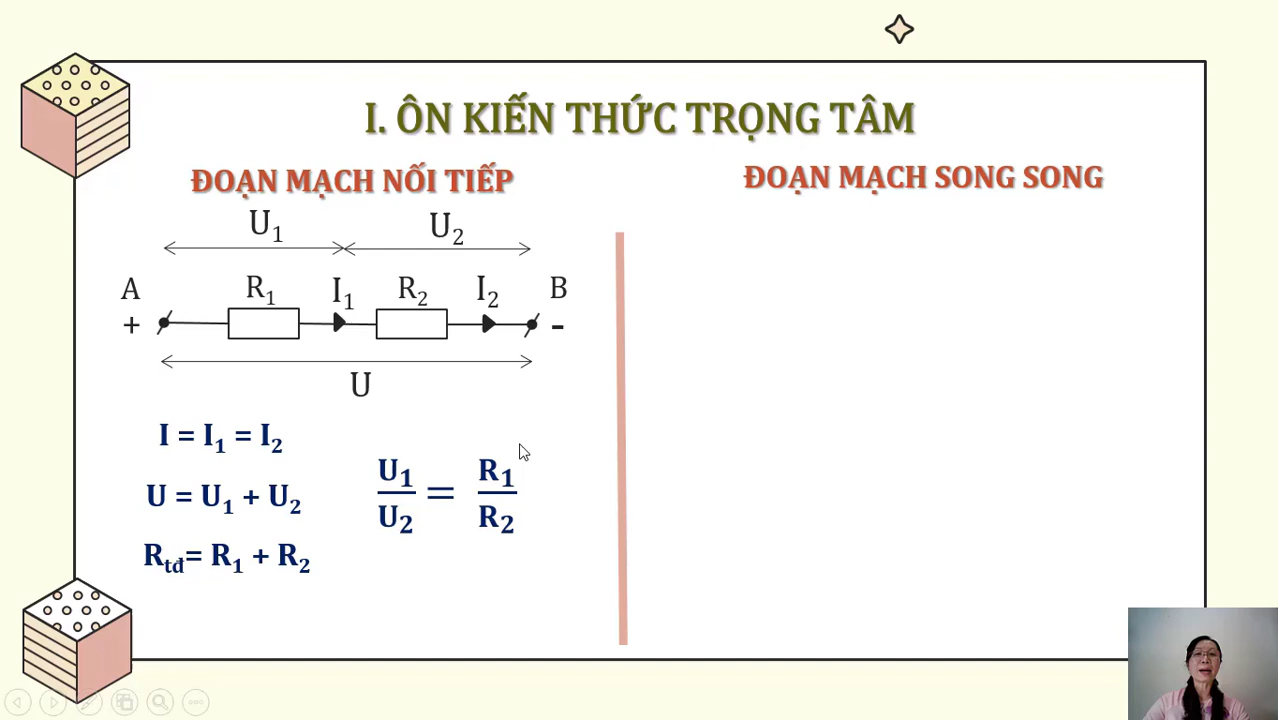 I. ÔN KIẾN THỨC TRỌNG TÂM
ĐOẠN MẠCH NỐI TIẾP
U₁ U₂
A R₁ I₁ R₂ I₂ B
+ -
U
I = I₁ = I₂
U = U₁ + U₂
Rtđ= R₁ + R₂
U₁/U₂ = R₁/R₂
ĐOẠN MẠCH SONG SONG